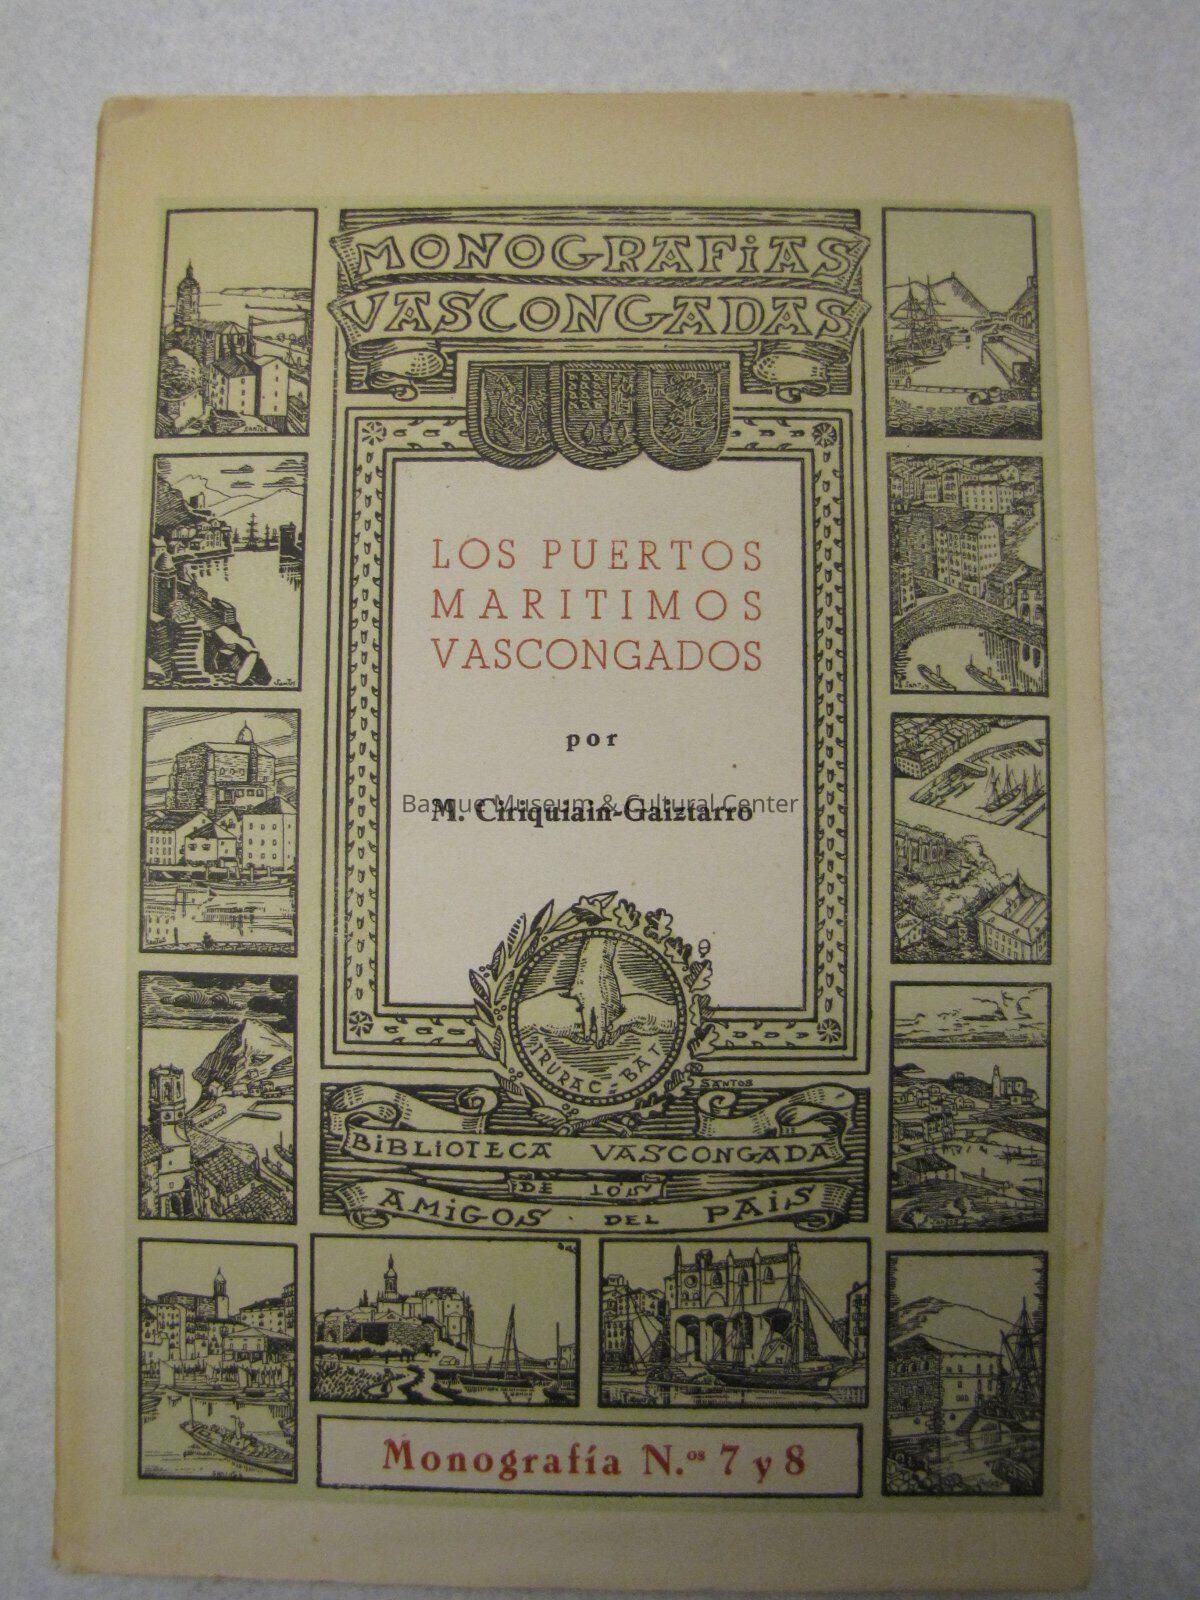 MONOGRAFiAS
VASCONGADAS
LOS PUERTOS
MARITIMOS
VASCONGADOS
por
M. Ciriquiain-Gaiztarro
Basque Museum & Cultural Center
iRURAC=BAT
SANTOS
BiBLiOTECA VASCONGADA
DE LOS
AMiGOS DEL PAiS
SANTOS
Monografía N.os 7 y 8